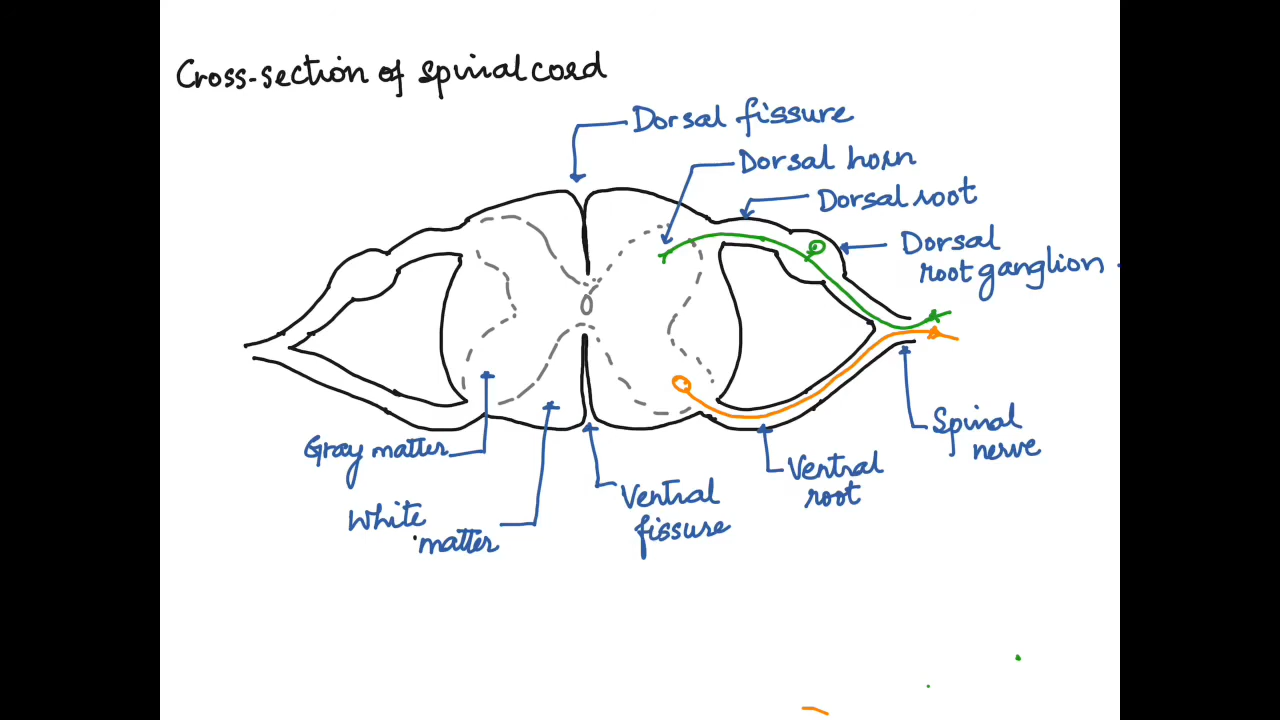 Cross-section of spinal cord
Dorsal fissure
Dorsal horn
Dorsal root
Dorsal
root ganglion
Gray matter
White
matter
Ventral
fissure
Ventral
root
Spinal
nerve